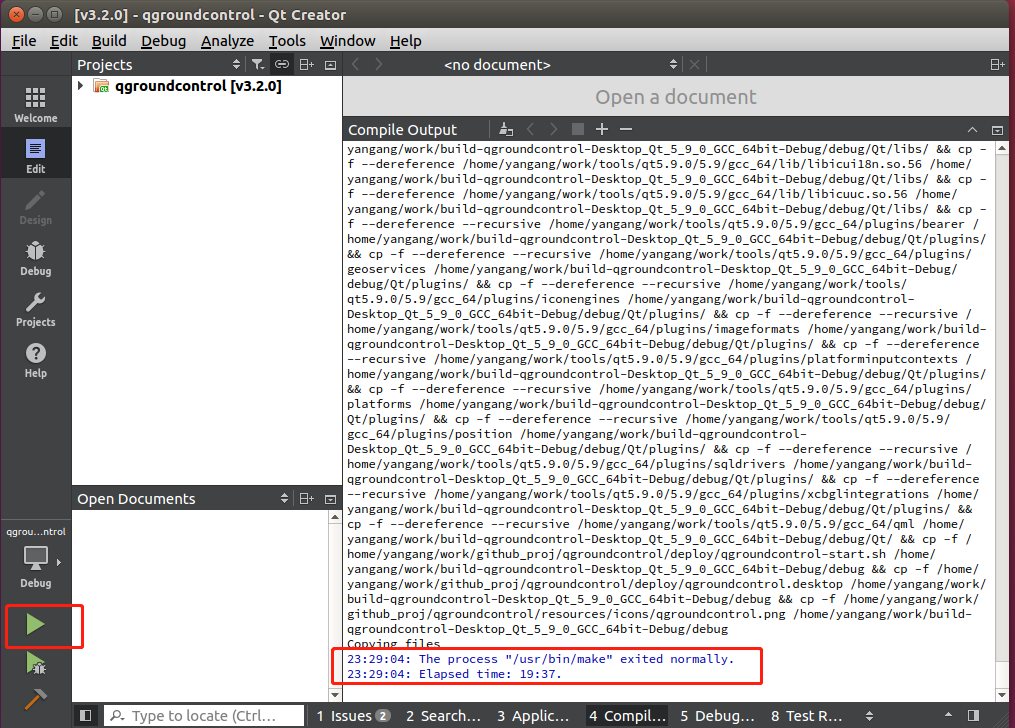 [v3.2.0] - qgroundcontrol - Qt Creator
File Edit Build Debug Analyze Tools Window Help
Projects
<no document>
qgroundcontrol [v3.2.0]
Open a document
Welcome
Edit
Design
Debug
Projects
Help
Compile Output
yangang/work/build-qgroundcontrol-Desktop_Qt_5_9_0_GCC_64bit-Debug/debug/Qt/libs/ && cp -
f --dereference /home/yangang/work/tools/qt5.9.0/5.9/gcc_64/lib/libicui18n.so.56 /home/
yangang/work/build-qgroundcontrol-Desktop_Qt_5_9_0_GCC_64bit-Debug/debug/Qt/libs/ && cp -
f --dereference /home/yangang/work/tools/qt5.9.0/5.9/gcc_64/lib/libicuuc.so.56 /home/
yangang/work/build-qgroundcontrol-Desktop_Qt_5_9_0_GCC_64bit-Debug/debug/Qt/libs/ && cp -
f --dereference --recursive /home/yangang/work/tools/qt5.9.0/5.9/gcc_64/plugins/bearer /
home/yangang/work/build-qgroundcontrol-Desktop_Qt_5_9_0_GCC_64bit-Debug/debug/Qt/plugins/
&& cp -f --dereference --recursive /home/yangang/work/tools/qt5.9.0/5.9/gcc_64/plugins/
geoservices /home/yangang/work/build-qgroundcontrol-Desktop_Qt_5_9_0_GCC_64bit-Debug/
debug/Qt/plugins/ && cp -f --dereference --recursive /home/yangang/work/tools/
qt5.9.0/5.9/gcc_64/plugins/iconengines /home/yangang/work/build-qgroundcontrol-
Desktop_Qt_5_9_0_GCC_64bit-Debug/debug/Qt/plugins/ && cp -f --dereference --recursive /
home/yangang/work/tools/qt5.9.0/5.9/gcc_64/plugins/imageformats /home/yangang/work/build-
qgroundcontrol-Desktop_Qt_5_9_0_GCC_64bit-Debug/debug/Qt/plugins/ && cp -f --dereference
--recursive /home/yangang/work/tools/qt5.9.0/5.9/gcc_64/plugins/platforminputcontexts /
home/yangang/work/build-qgroundcontrol-Desktop_Qt_5_9_0_GCC_64bit-Debug/debug/Qt/plugins/
&& cp -f --dereference --recursive /home/yangang/work/tools/qt5.9.0/5.9/gcc_64/plugins/
platforms /home/yangang/work/build-qgroundcontrol-Desktop_Qt_5_9_0_GCC_64bit-Debug/debug/
Qt/plugins/ && cp -f --dereference --recursive /home/yangang/work/tools/qt5.9.0/5.9/
gcc_64/plugins/position /home/yangang/work/build-qgroundcontrol-
Desktop_Qt_5_9_0_GCC_64bit-Debug/debug/Qt/plugins/ && cp -f --dereference --recursive /
home/yangang/work/tools/qt5.9.0/5.9/gcc_64/plugins/sqldrivers /home/yangang/work/build-
qgroundcontrol-Desktop_Qt_5_9_0_GCC_64bit-Debug/debug/Qt/plugins/ && cp -f --dereference
--recursive /home/yangang/work/tools/qt5.9.0/5.9/gcc_64/plugins/xcbglintegrations /home/
yangang/work/build-qgroundcontrol-Desktop_Qt_5_9_0_GCC_64bit-Debug/debug/Qt/plugins/ &&
cp -f --dereference --recursive /home/yangang/work/tools/qt5.9.0/5.9/gcc_64/qml /home/
yangang/work/build-qgroundcontrol-Desktop_Qt_5_9_0_GCC_64bit-Debug/debug/Qt/ && cp -f /
home/yangang/work/github_proj/qgroundcontrol/deploy/qgroundcontrol-start.sh /home/
yangang/work/build-qgroundcontrol-Desktop_Qt_5_9_0_GCC_64bit-Debug/debug && cp -f /home/
yangang/work/github_proj/qgroundcontrol/deploy/qgroundcontrol.desktop /home/yangang/work/
build-qgroundcontrol-Desktop_Qt_5_9_0_GCC_64bit-Debug/debug && cp -f /home/yangang/work/
github_proj/qgroundcontrol/resources/icons/qgroundcontrol.png /home/yangang/work/build-
qgroundcontrol-Desktop_Qt_5_9_0_GCC_64bit-Debug/debug
Copying files
23:29:04: The process "/usr/bin/make" exited normally.
23:29:04: Elapsed time: 19:37.
Open Documents
qgrou...ntrol
Debug
Type to locate (Ctrl...
1 Issues 2
2 Search...
3 Applic...
4 Compil...
5 Debug...
8 Test R...